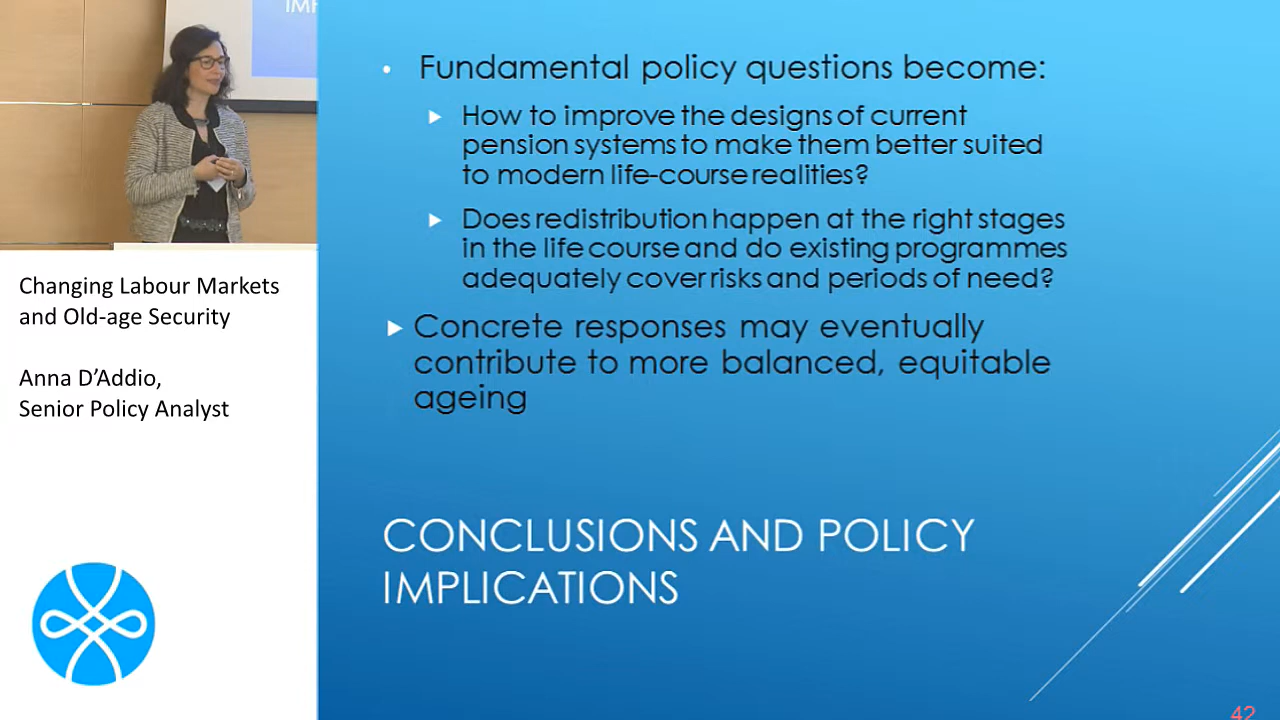 IMP
Changing Labour Markets
and Old-age Security
Anna D’Addio,
Senior Policy Analyst
• Fundamental policy questions become:
How to improve the designs of current
pension systems to make them better suited
to modern life-course realities?
Does redistribution happen at the right stages
in the life course and do existing programmes
adequately cover risks and periods of need?
Concrete responses may eventually
contribute to more balanced, equitable
ageing
CONCLUSIONS AND POLICY
IMPLICATIONS
42